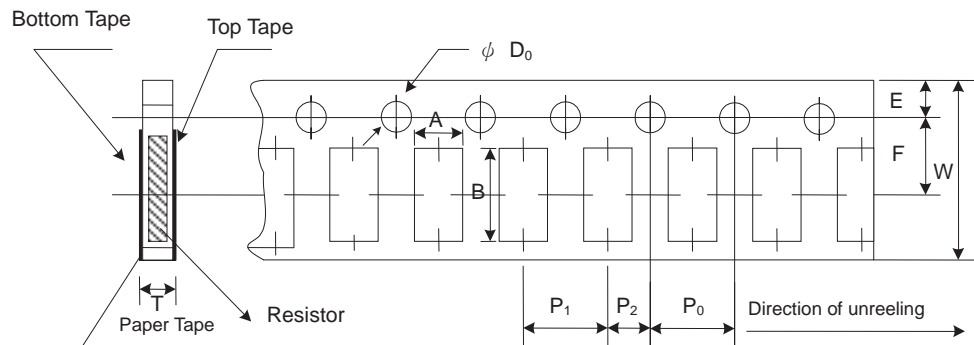 Bottom Tape
Top Tape
ψ D₀
E
A
F
W
B
T
P₁
P₂
P₀
Direction of unreeling
Resistor
Paper Tape